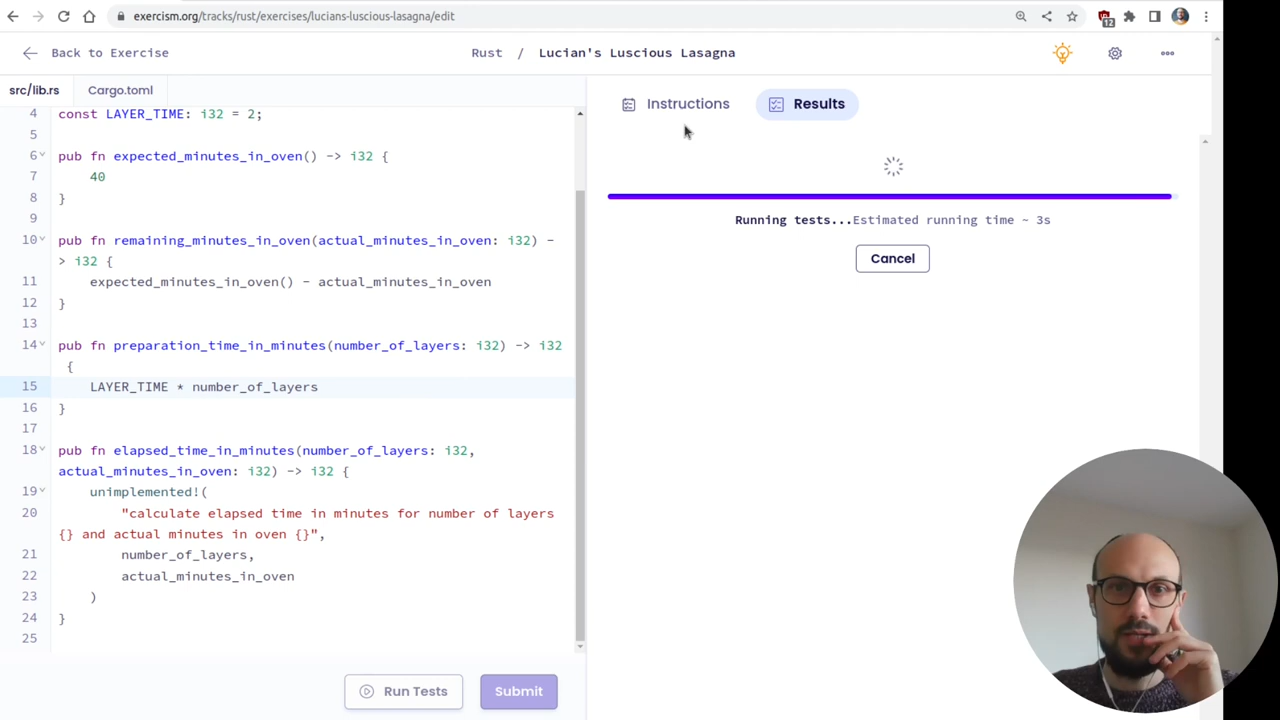 exercism.org/tracks/rust/exercises/lucians-luscious-lasagna/edit
12
Back to Exercise
Rust / Lucian's Luscious Lasagna
src/lib.rs
Cargo.toml
Instructions
Results
4 const LAYER_TIME: i32 = 2;
5
6 pub fn expected_minutes_in_oven() -> i32 {
7 40
8 }
9
10 pub fn remaining_minutes_in_oven(actual_minutes_in_oven: i32) -
> i32 {
11 expected_minutes_in_oven() - actual_minutes_in_oven
12 }
13
14 pub fn preparation_time_in_minutes(number_of_layers: i32) -> i32
{
15 LAYER_TIME * number_of_layers
16 }
17
18 pub fn elapsed_time_in_minutes(number_of_layers: i32,
actual_minutes_in_oven: i32) -> i32 {
19 unimplemented!(
20 "calculate elapsed time in minutes for number of layers
{} and actual minutes in oven {}",
21 number_of_layers,
22 actual_minutes_in_oven
23 )
24 }
25
Running tests...Estimated running time ~ 3s
Cancel
Run Tests
Submit